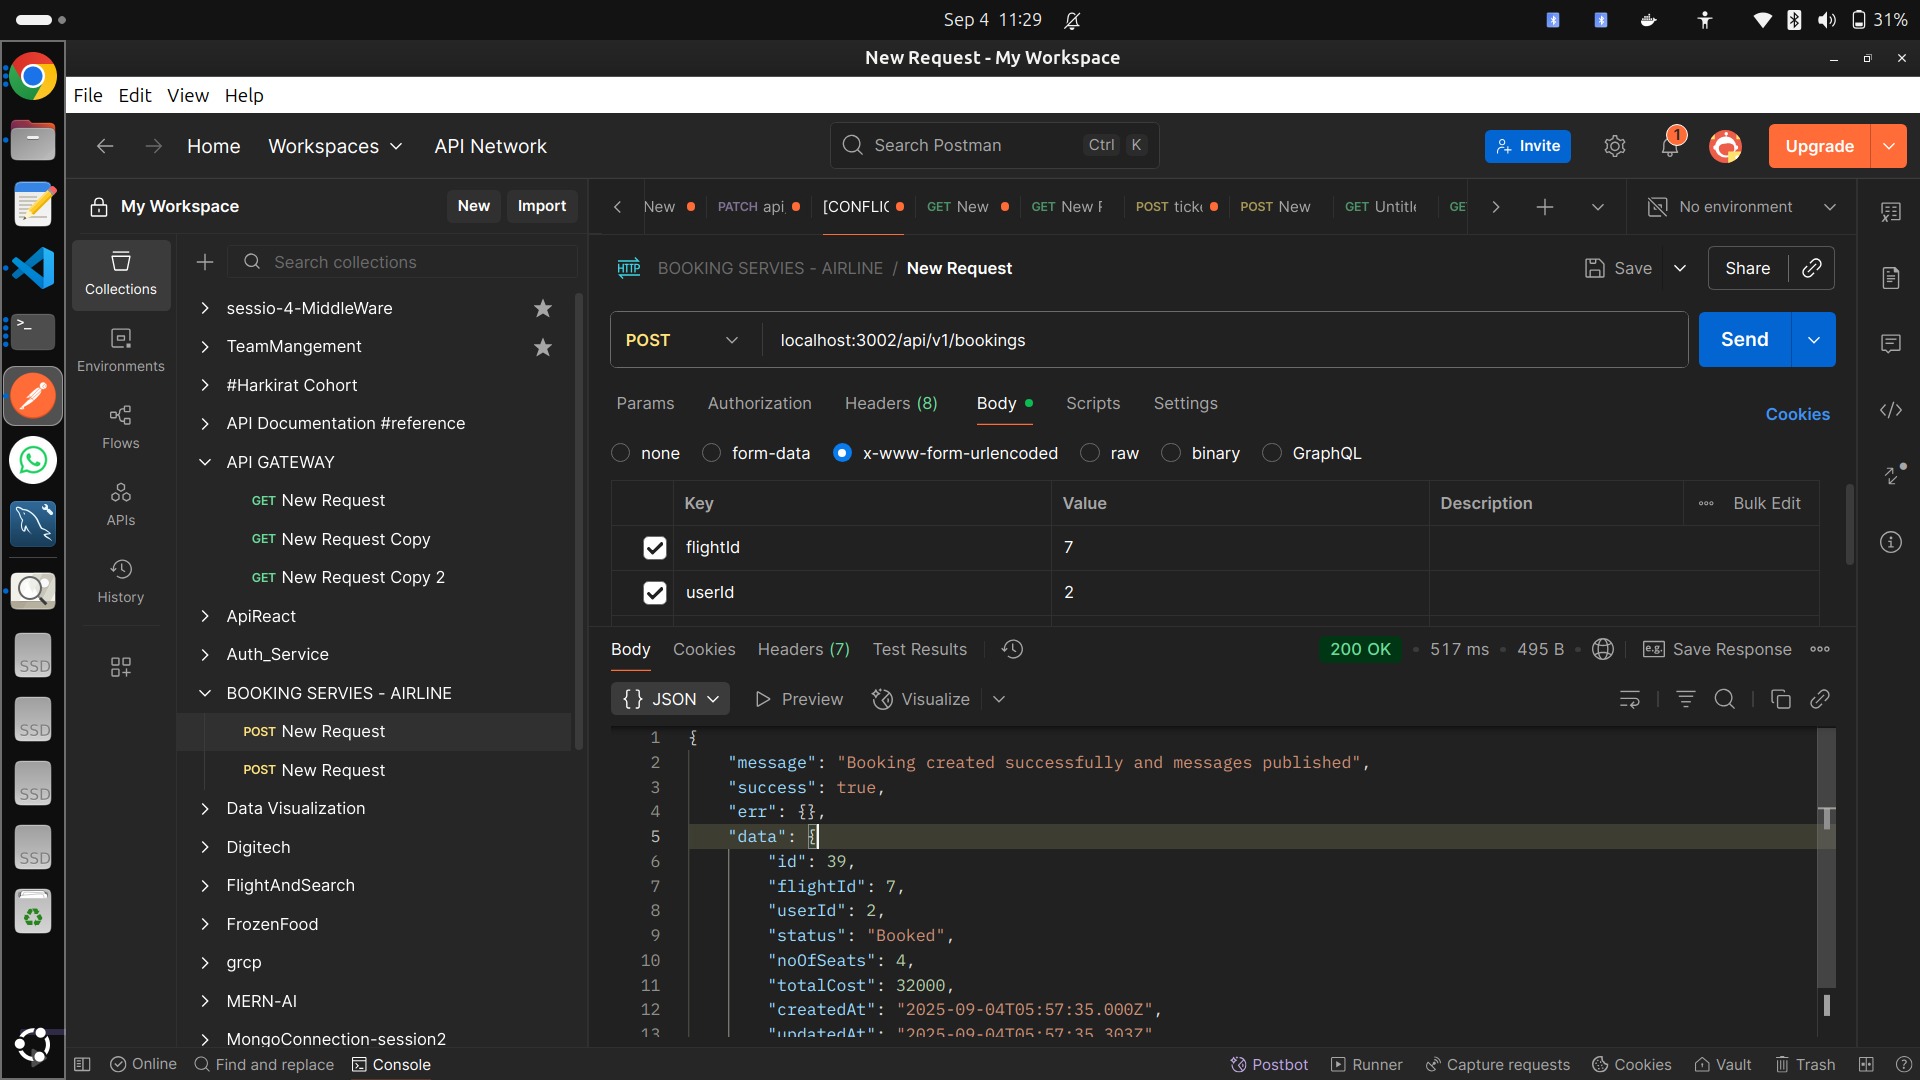 Sep 4 11:29
31%
New Request - My Workspace
File Edit View Help
Home Workspaces API Network
Search Postman Ctrl K
Invite
1
Upgrade
My Workspace
New Import
New
PATCH api,
[CONFLIC
GET New
GET New F
POST ticke
POST New
GET Untitle
GE
No environment
Collections
Environments
Flows
APIs
History
Search collections
sessio-4-MiddleWare
TeamMangement
#Harkirat Cohort
API Documentation #reference
API GATEWAY
GET New Request
GET New Request Copy
GET New Request Copy 2
ApiReact
Auth_Service
BOOKING SERVIES - AIRLINE
POST New Request
POST New Request
Data Visualization
Digitech
FlightAndSearch
FrozenFood
grcp
MERN-AI
MongoConnection-session2
HTTP BOOKING SERVIES - AIRLINE / New Request
Save Share
POST localhost:3002/api/v1/bookings Send
Params Authorization Headers (8) Body Scripts Settings Cookies
none form-data x-www-form-urlencoded raw binary GraphQL
Key Value Description Bulk Edit
flightId 7
userId 2
Body Cookies Headers (7) Test Results 200 OK 517 ms 495 B e.g. Save Response
{} JSON Preview Visualize
1 {
2 "message": "Booking created successfully and messages published",
3 "success": true,
4 "err": {},
5 "data": {
6 "id": 39,
7 "flightId": 7,
8 "userId": 2,
9 "status": "Booked",
10 "noOfSeats": 4,
11 "totalCost": 32000,
12 "createdAt": "2025-09-04T05:57:35.000Z",
13 "updatedAt": "2025-09-04T05:57:35.303Z"
SSD
SSD
SSD
SSD
Online Find and replace Console
Postbot Runner Capture requests Cookies Vault Trash